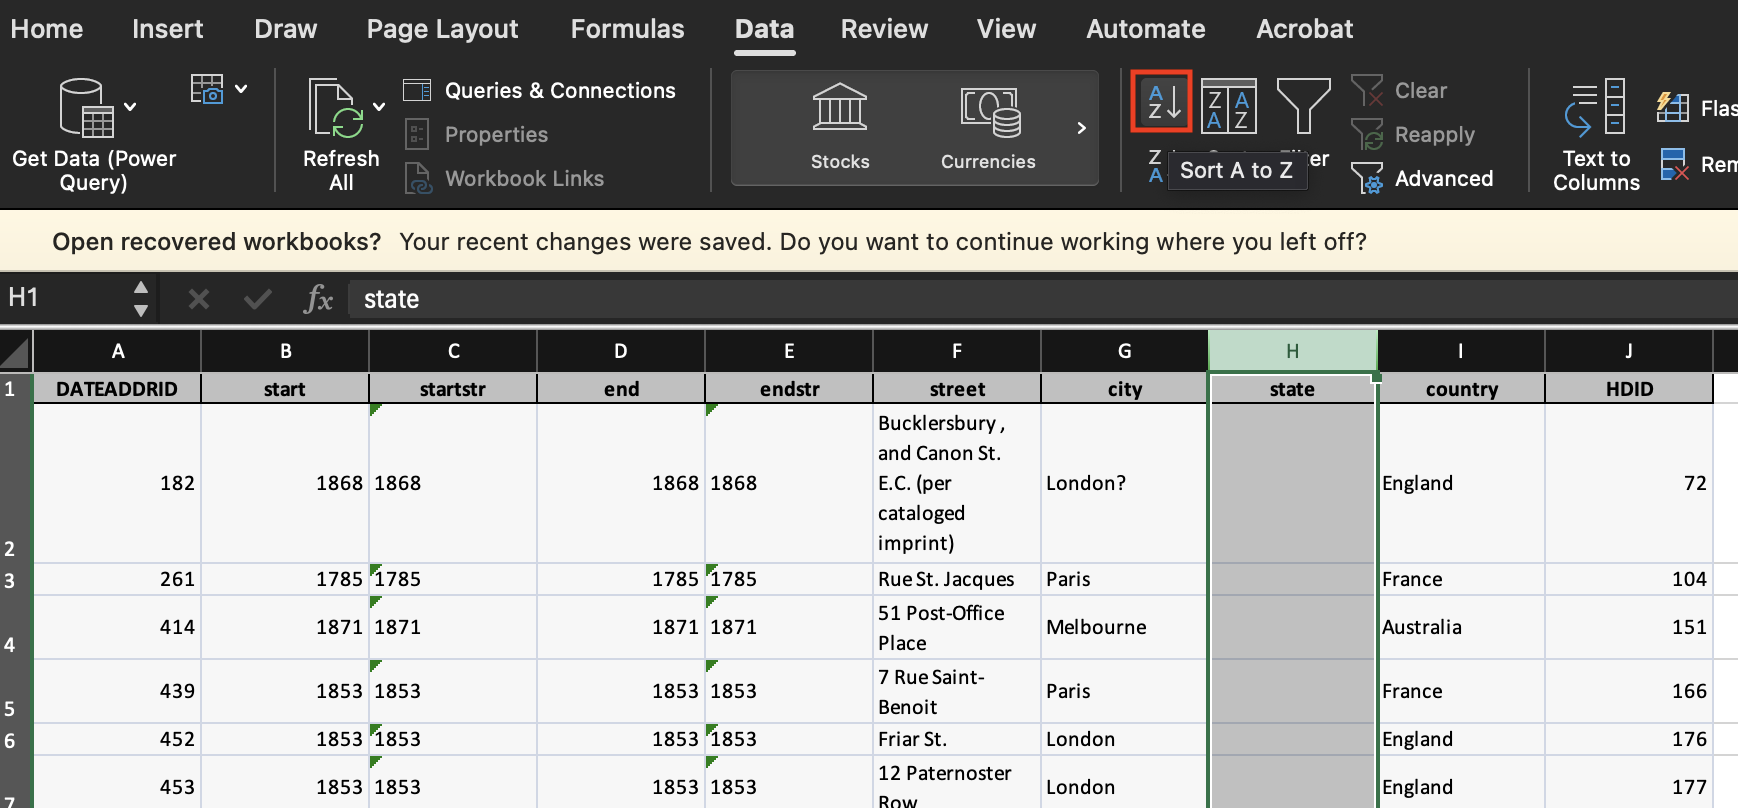 Home Insert Draw Page Layout Formulas Data Review View Automate Acrobat
Get Data (Power
Query)
Refresh
All
Queries & Connections
Properties
Workbook Links
Stocks
Currencies
A
Z
Z
A
Z A
A Z
Sort A to Z
Clear
Reapply
Advanced
Text to
Columns
Open recovered workbooks? Your recent changes were saved. Do you want to continue working where you left off?
H1 fx state
A B C D E F G H I J
1 DATEADDRID start startstr end endstr street city state country HDID
2 182 1868 1868 1868 1868 Bucklersbury , and Canon St. E.C. (per cataloged imprint) London? England 72
3 261 1785 1785 1785 1785 Rue St. Jacques Paris France 104
4 414 1871 1871 1871 1871 51 Post-Office Place Melbourne Australia 151
5 439 1853 1853 1853 1853 7 Rue Saint-Benoit Paris France 166
6 452 1853 1853 1853 1853 Friar St. London England 176
7 453 1853 1853 1853 1853 12 Paternoster Row London England 177